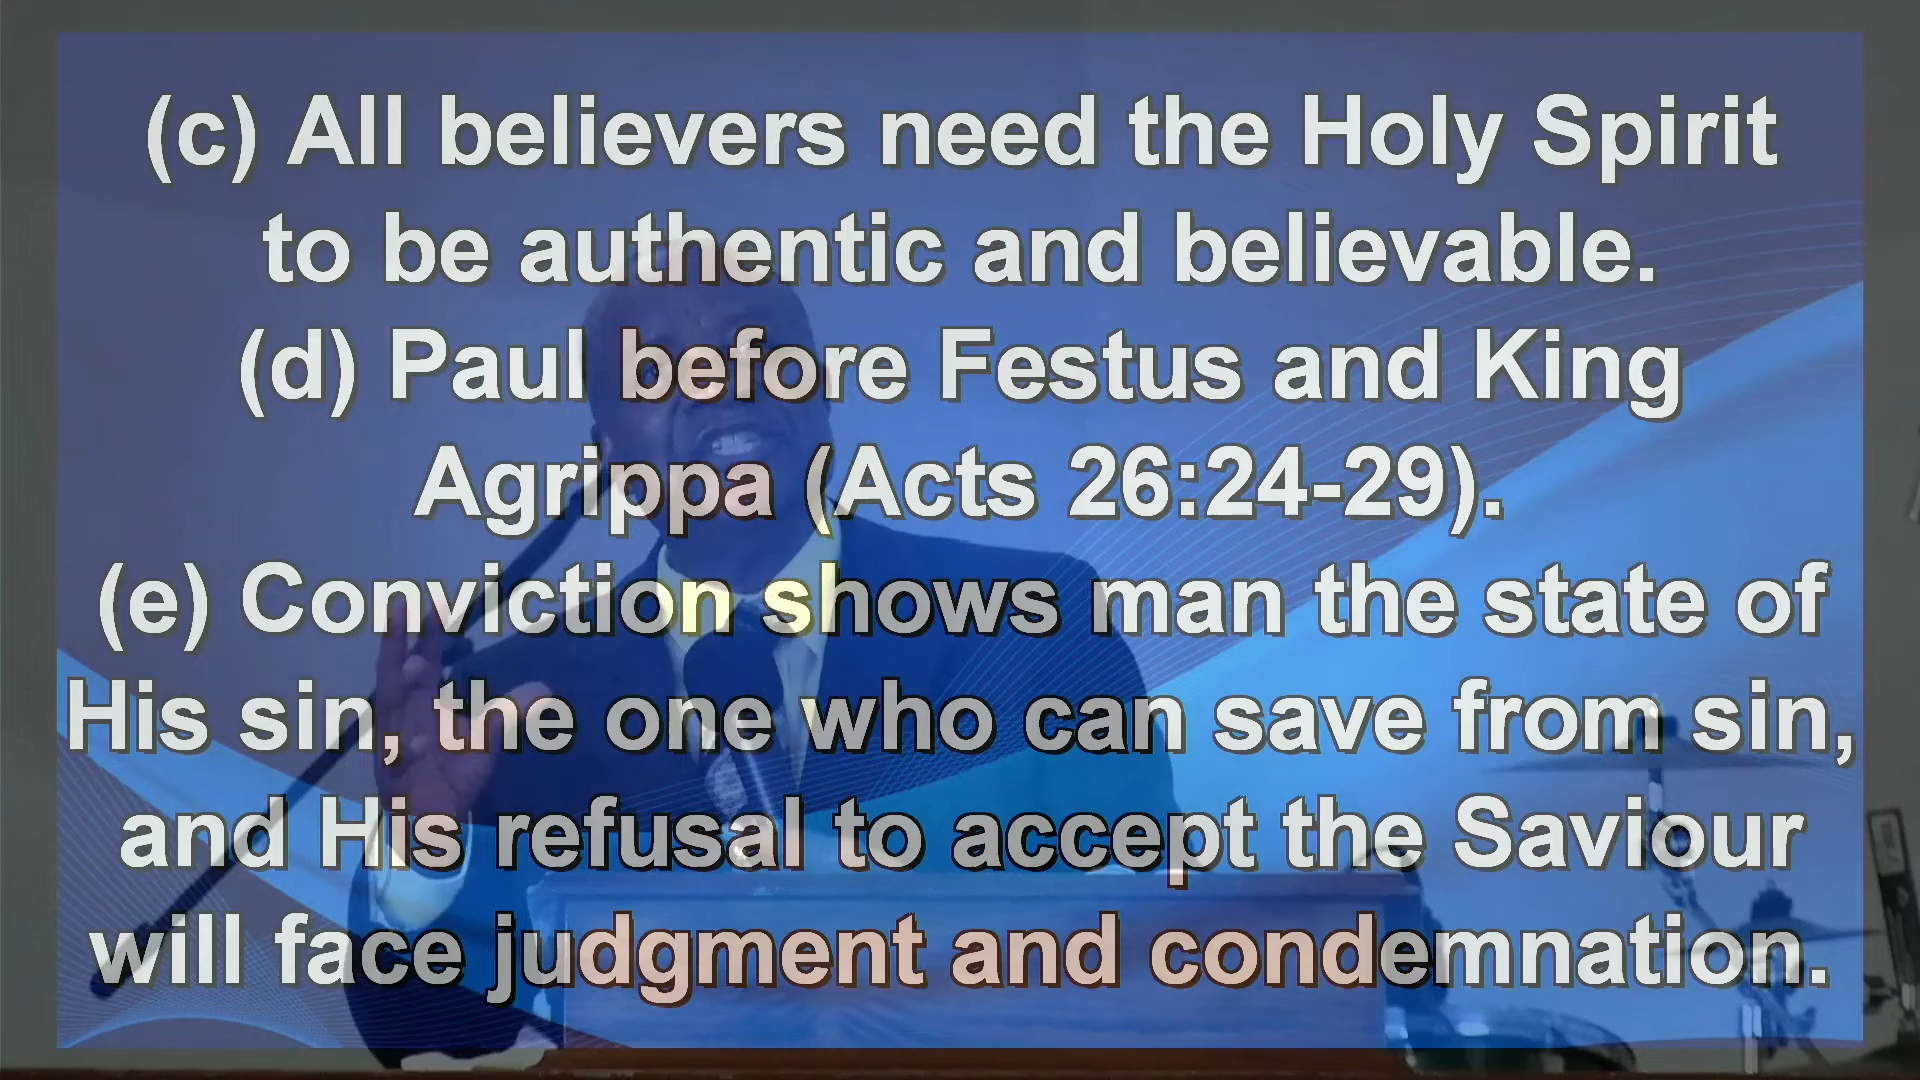 (c) All believers need the Holy Spirit
to be authentic and believable.
(d) Paul before Festus and King
Agrippa (Acts 26:24-29).
(e) Conviction shows man the state of
His sin, the one who can save from sin,
and His refusal to accept the Saviour
will face judgment and condemnation.